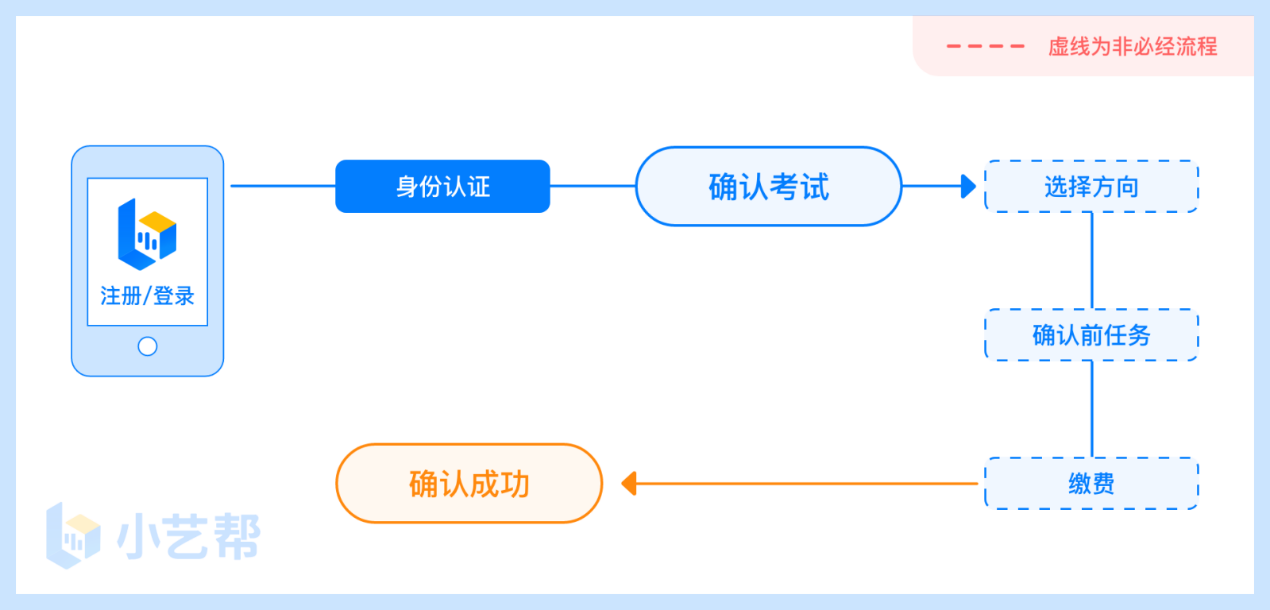 虚线为非必经流程
身份认证
确认考试
选择方向
注册/登录
确认前任务
缴费
确认成功
小艺帮